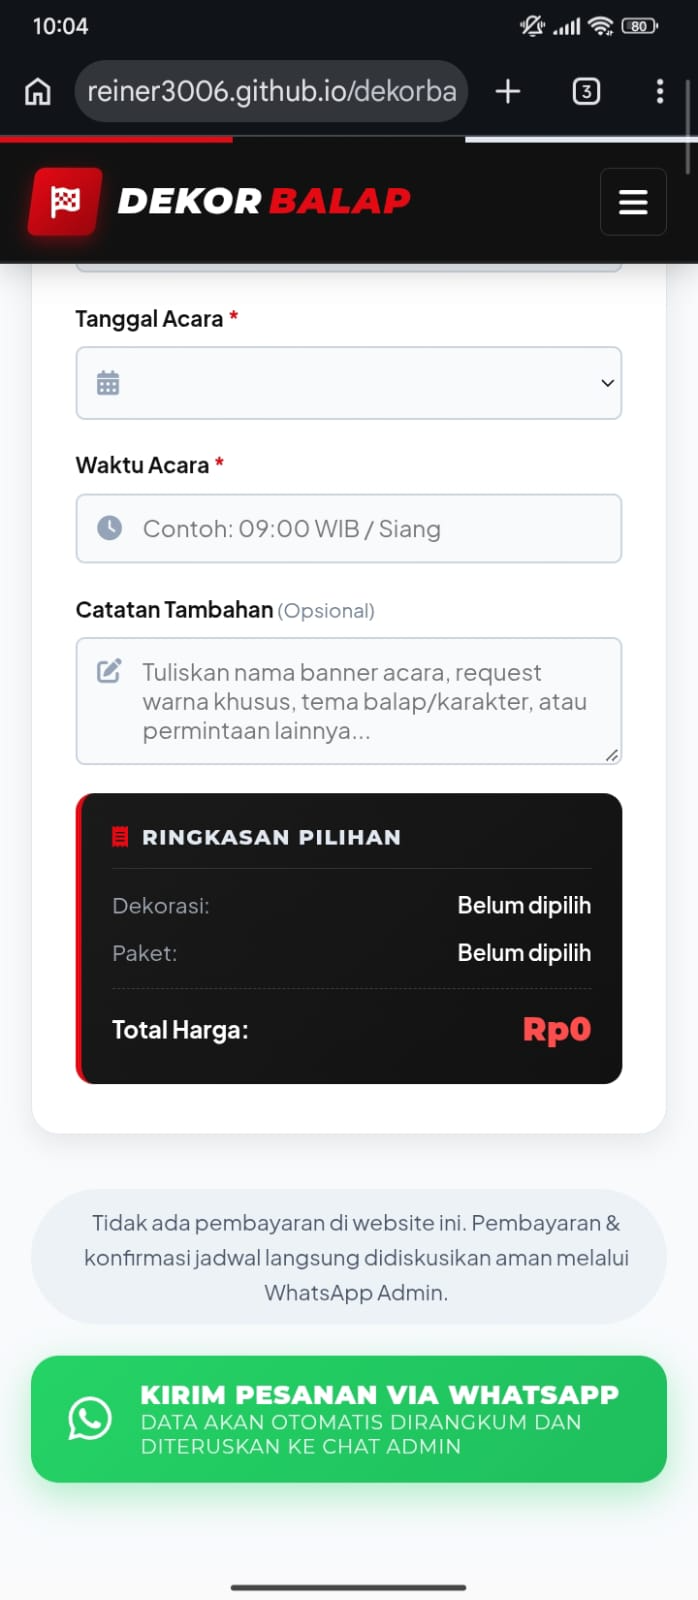 10:04
80
reiner3006.github.io/dekorba
3
DEKOR BALAP
Tanggal Acara *
Waktu Acara *
Contoh: 09:00 WIB / Siang
Catatan Tambahan (Opsional)
Tuliskan nama banner acara, request
warna khusus, tema balap/karakter, atau
permintaan lainnya...
RINGKASAN PILIHAN
Dekorasi: Belum dipilih
Paket: Belum dipilih
Total Harga: Rp0
Tidak ada pembayaran di website ini. Pembayaran &
konfirmasi jadwal langsung didiskusikan aman melalui
WhatsApp Admin.
KIRIM PESANAN VIA WHATSAPP
DATA AKAN OTOMATIS DIRANGKUM DAN
DITERUSKAN KE CHAT ADMIN